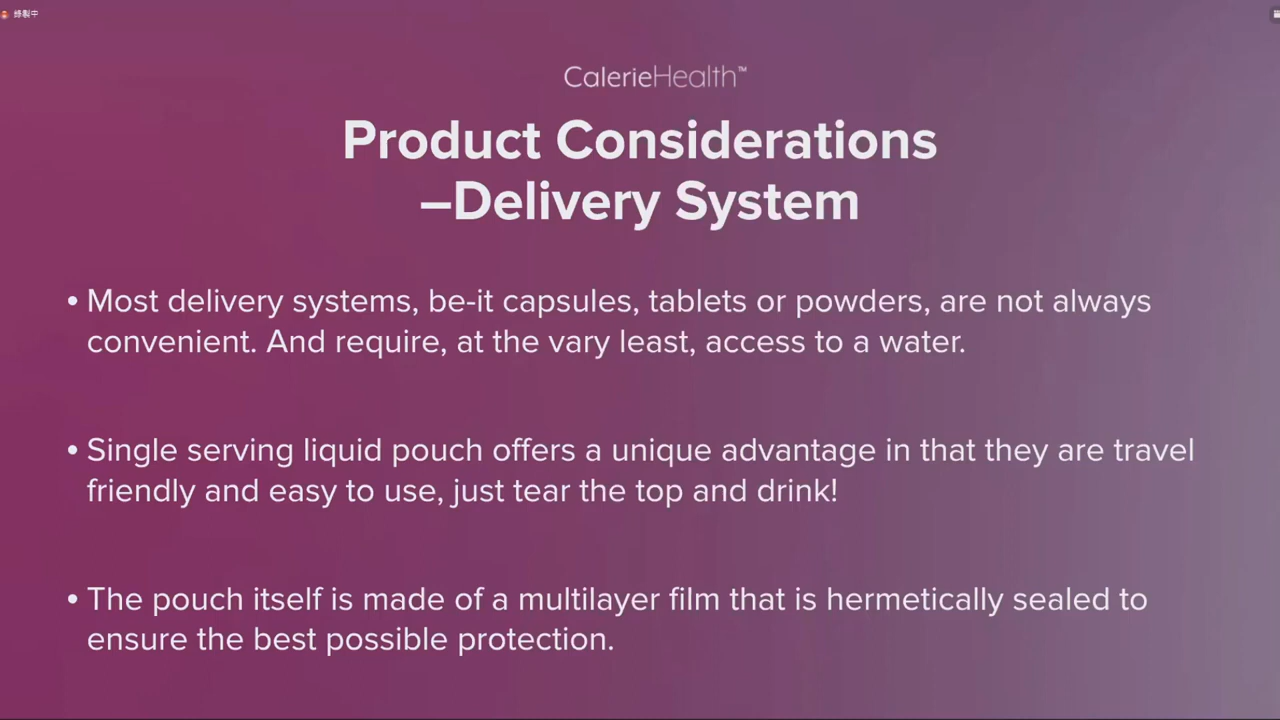 錄製中
CalerieHealth™
Product Considerations
–Delivery System
• Most delivery systems, be-it capsules, tablets or powders, are not always
convenient. And require, at the vary least, access to a water.
• Single serving liquid pouch offers a unique advantage in that they are travel
friendly and easy to use, just tear the top and drink!
• The pouch itself is made of a multilayer film that is hermetically sealed to
ensure the best possible protection.